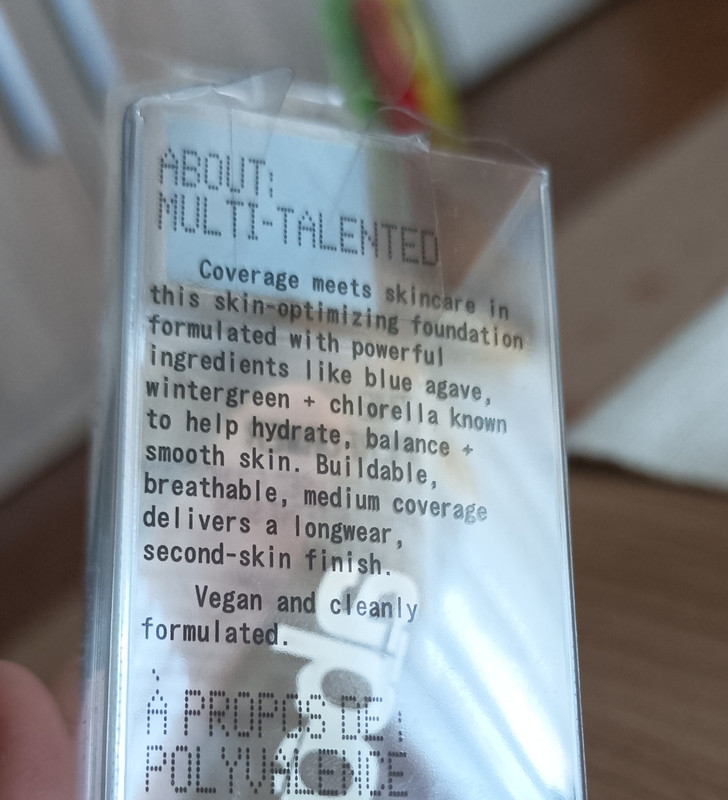 ABOUT:
MULTI-TALENTED
Coverage meets skincare in
this skin-optimizing foundation
formulated with powerful
ingredients like blue agave,
wintergreen + chlorella known
to help hydrate, balance +
smooth skin. Buildable,
breathable, medium coverage
delivers a longwear,
second-skin finish.
Vegan and cleanly
formulated.
À PROPOS DE :
POLYVALENDE